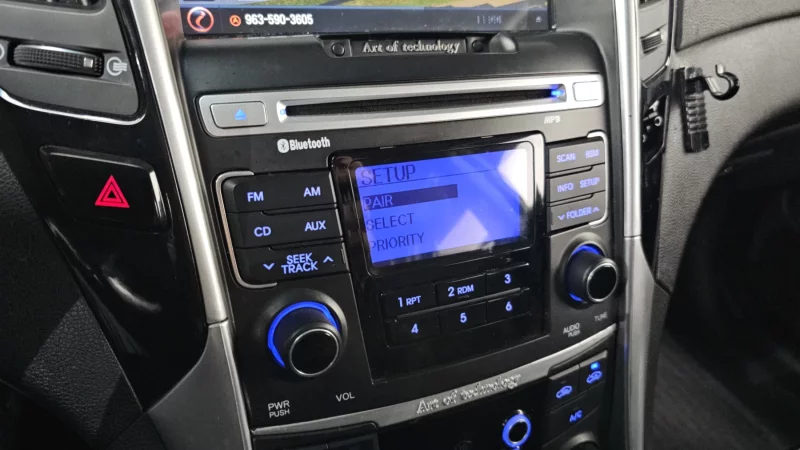 963-590-3605
Art of technology
MP3
Bluetooth
SETUP
PAIR
SELECT
PRIORITY
FM AM
CD AUX
SEEK
TRACK
SCAN
INFO SETUP
FOLDER
1 RPT 2 RDM 3
4 5 6
PWR
PUSH
VOL
AUDIO
PUSH
TUNE
Art of technology
A/C